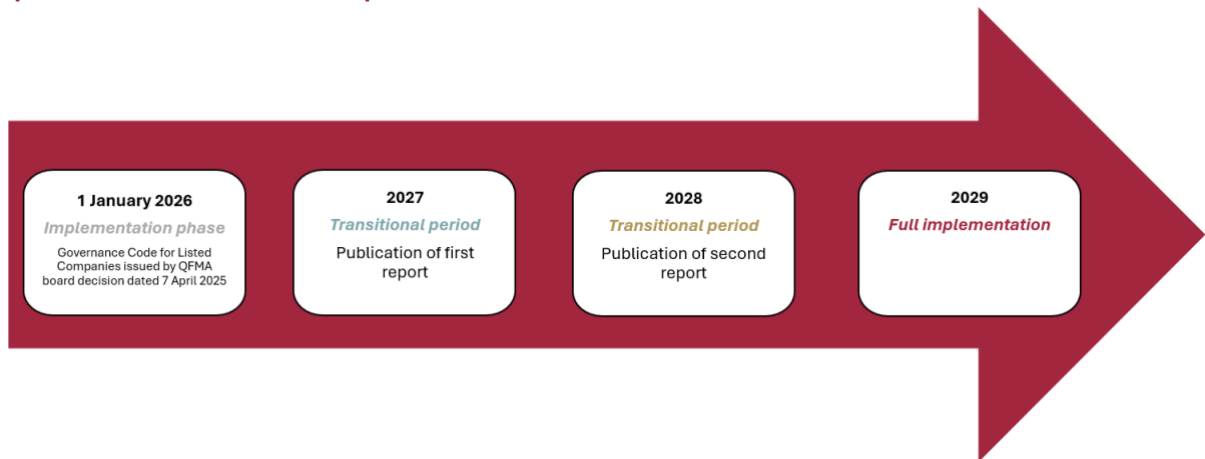 1 January 2026
Implementation phase
Governance Code for Listed
Companies issued by QFMA
board decision dated 7 April 2025
2027
Transitional period
Publication of first
report
2028
Transitional period
Publication of second
report
2029
Full implementation